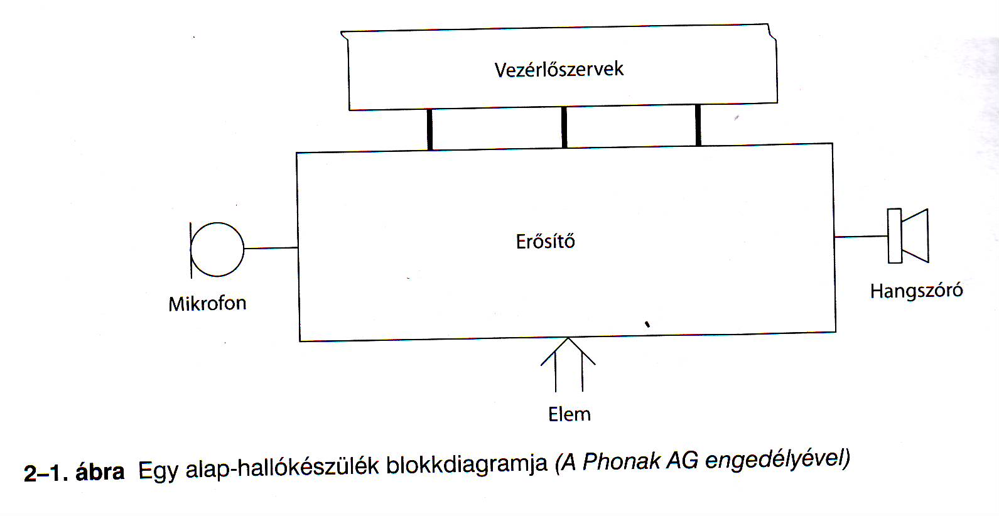 Vezérlőszervek
Erősítő
Mikrofon
Hangszóró
Elem
2–1. ábra Egy alap-hallókészülék blokkdiagramja (A Phonak AG engedélyével)